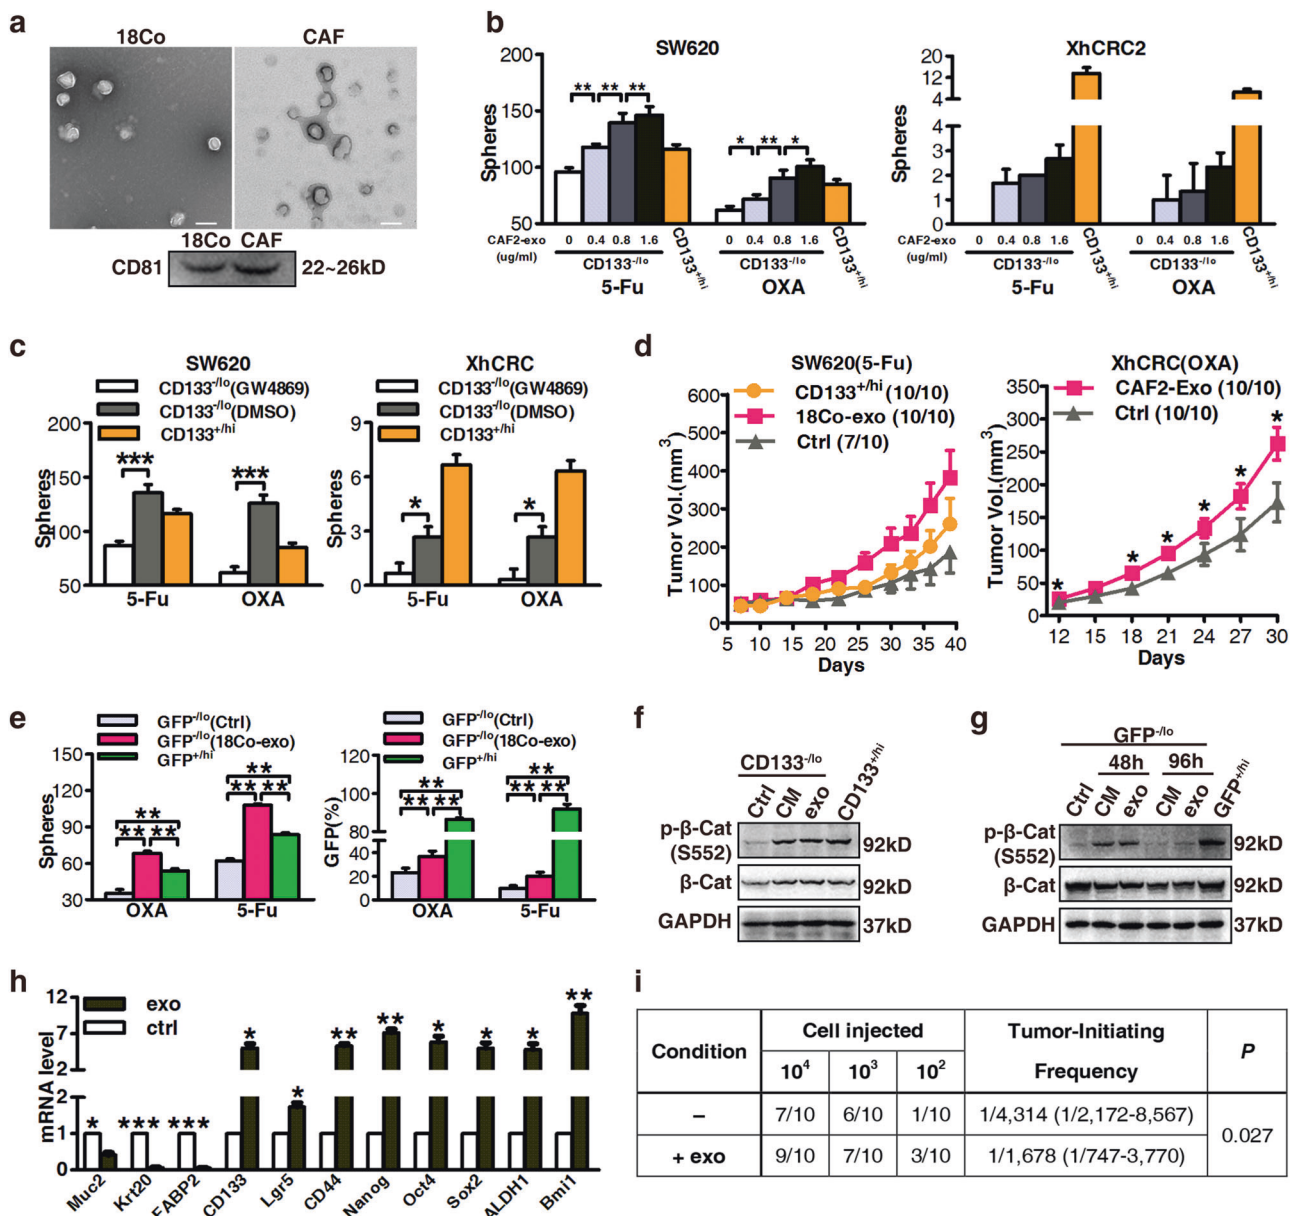 a
18Co CAF
18Co CAF
CD81 22~26kD
b
SW620
Spheres
200
150
100
50
** ** **
* ** *
CAF2-exo 0 0.4 0.8 1.6 0 0.4 0.8 1.6
(ug/ml) CD133-/lo CD133+/hi CD133-/lo CD133+/hi
5-Fu OXA
XhCRC2
Spheres
20
12
4
4
3
2
1
0
CAF2-exo 0 0.4 0.8 1.6 0 0.4 0.8 1.6
(ug/ml) CD133-/lo CD133+/hi CD133-/lo CD133+/hi
5-Fu OXA
c
SW620
CD133-/lo(GW4869)
CD133-/lo(DMSO)
CD133+/hi
Spheres
200
150
100
50
*** ***
5-Fu OXA
XhCRC
CD133-/lo(GW4869)
CD133-/lo(DMSO)
CD133+/hi
Spheres
9
6
3
0
* *
5-Fu OXA
d
SW620(5-Fu)
CD133+/hi (10/10)
18Co-exo (10/10)
Ctrl (7/10)
Tumor Vol.(mm3)
600
500
400
300
200
100
0
5 10 15 20 25 30 35 40
Days
XhCRC(OXA)
CAF2-Exo (10/10)
Ctrl (10/10)
Tumor Vol.(mm3)
350
300
250
200
150
100
50
0
* * * * * *
12 15 18 21 24 27 30
Days
e
GFP-/lo(Ctrl)
GFP-/lo(18Co-exo)
GFP+/hi
Spheres
150
120
90
60
30
** ** **
** ** **
OXA 5-Fu
GFP-/lo(Ctrl)
GFP-/lo(18Co-exo)
GFP+/hi
GFP(%)
120
100
80
40
20
0
** ** **
** ** **
OXA 5-Fu
f
CD133-/lo
Ctrl CM exo CD133+/hi
p-β-Cat (S552) 92kD
β-Cat 92kD
GAPDH 37kD
g
GFP-/lo
48h 96h
Ctrl CM exo CM exo GFP+/hi
p-β-Cat (S552) 92kD
β-Cat 92kD
GAPDH 37kD
h
exo
ctrl
mRNA level
12
7
2
2
1
0
* *** *** * * ** ** * * * **
Muc2 Krt20 FABP2 CD133 Lgr5 CD44 Nanog Oct4 Sox2 ALDH1 Bmi1
i
Condition Cell injected Tumor-Initiating Frequency P
104 103 102
– 7/10 6/10 1/10 1/4,314 (1/2,172-8,567) 0.027
+ exo 9/10 7/10 3/10 1/1,678 (1/747-3,770)